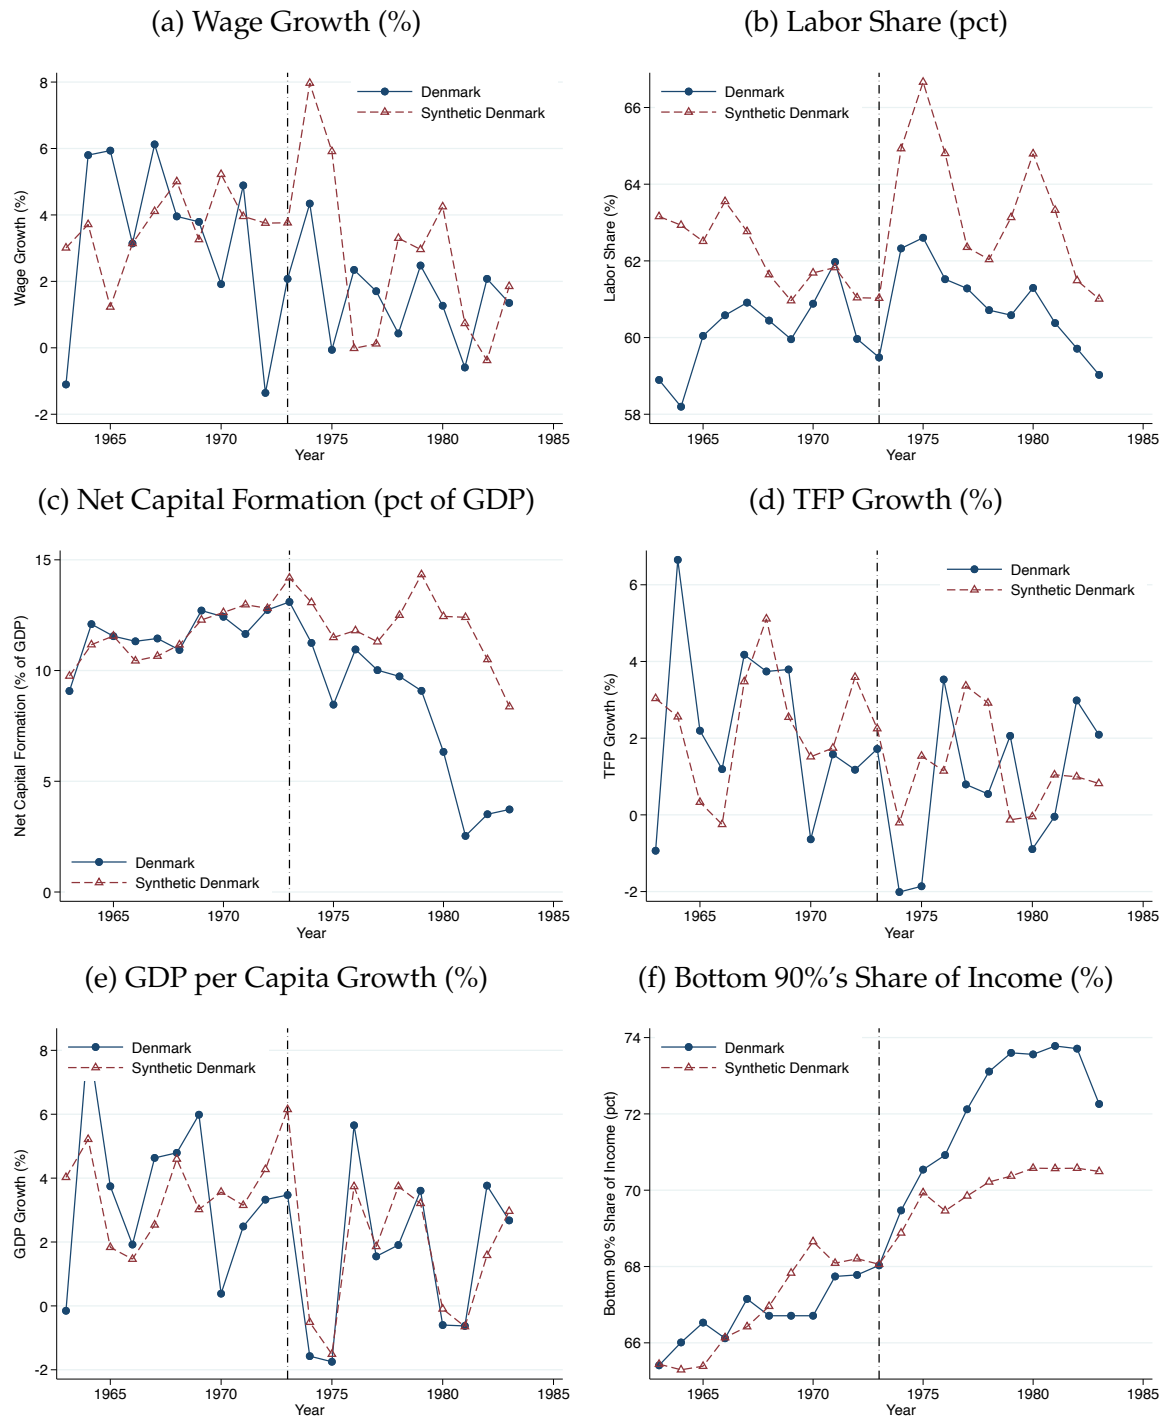 (a) Wage Growth (%)
Wage Growth (%)
8
6
4
2
0
-2
Denmark
Synthetic Denmark
1965 1970 1975 1980 1985
Year
(b) Labor Share (pct)
Labor Share (%)
66
64
62
60
58
Denmark
Synthetic Denmark
1965 1970 1975 1980 1985
Year
(c) Net Capital Formation (pct of GDP)
Net Capital Formation (% of GDP)
15
10
5
0
Denmark
Synthetic Denmark
1965 1970 1975 1980 1985
Year
(d) TFP Growth (%)
TFP Growth (%)
6
4
2
0
-2
Denmark
Synthetic Denmark
1965 1970 1975 1980 1985
Year
(e) GDP per Capita Growth (%)
GDP Growth (%)
8
6
4
2
0
-2
Denmark
Synthetic Denmark
1965 1970 1975 1980 1985
Year
(f) Bottom 90%’s Share of Income (%)
Bottom 90% Share of Income (pct)
74
72
70
68
66
Denmark
Synthetic Denmark
1965 1970 1975 1980 1985
Year